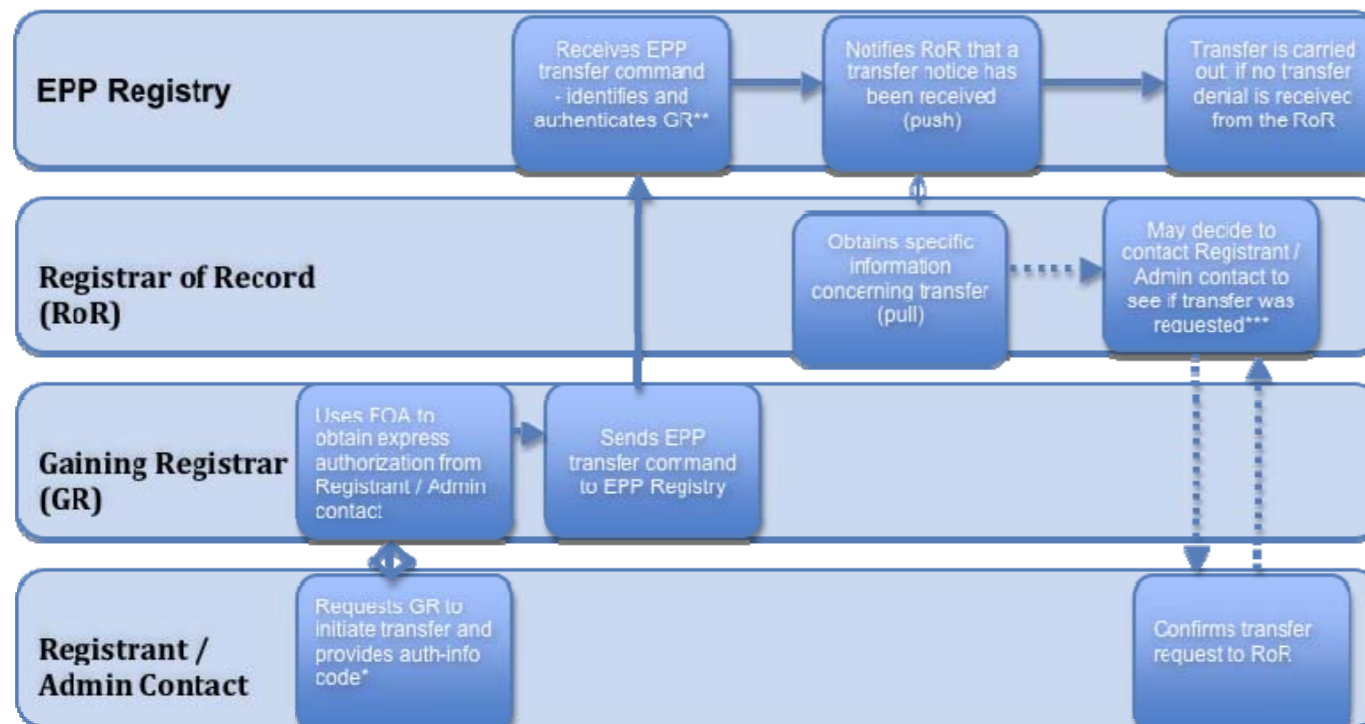 EPP Registry
Receives EPP
transfer command
- identifies and
authenticates GR**
Notifies RoR that a
transfer notice has
been received
(push)
Transfer is carried
out, if no transfer
denial is received
from the RoR
Registrar of Record
(RoR)
Obtains specific
information
concerning transfer
(pull)
May decide to
contact Registrant /
Admin contact to
see if transfer was
requested***
Gaining Registrar
(GR)
Uses FOA to
obtain express
authorization from
Registrant / Admin
contact
Sends EPP
transfer command
to EPP Registry
Registrant /
Admin Contact
Requests GR to
initiate transfer and
provides auth-info
code*
Confirms transfer
request to RoR